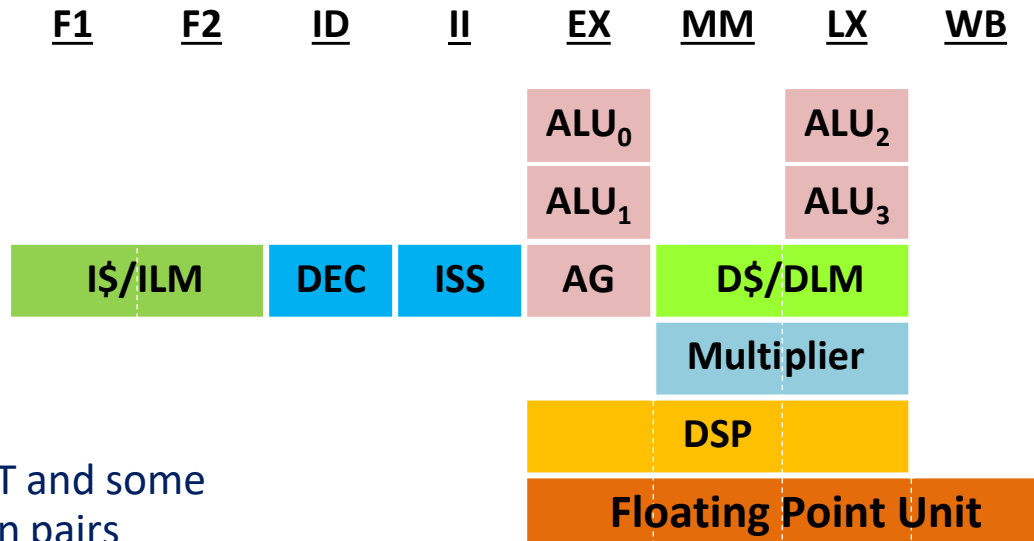 F1 F2 ID II EX MM LX WB
ALU0 ALU2
ALU1 ALU3
I$/ILM DEC ISS AG D$/DLM
Multiplier
DSP
T and some
n pairs
Floating Point Unit